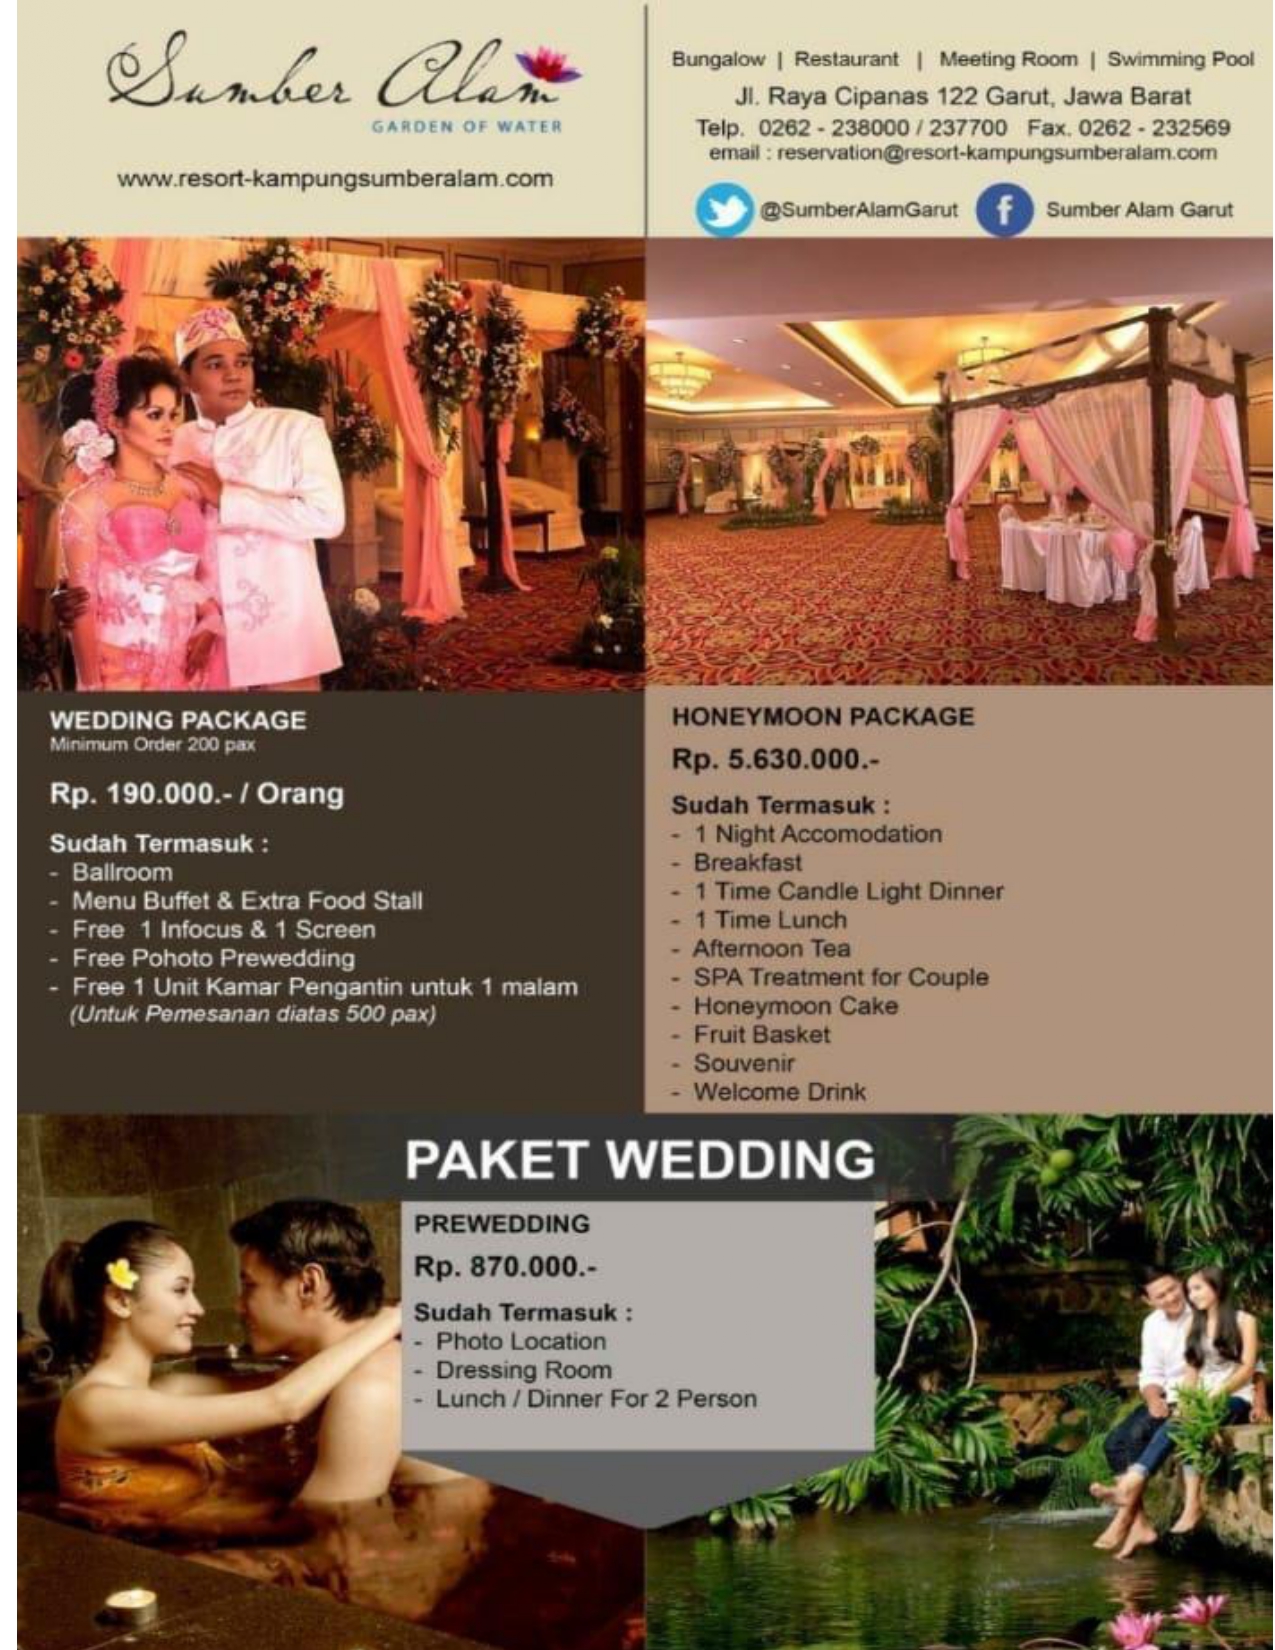 Sumber Alam
GARDEN OF WATER
www.resort-kampungsumberalam.com
Bungalow | Restaurant | Meeting Room | Swimming Pool
Jl. Raya Cipanas 122 Garut, Jawa Barat
Telp. 0262 - 238000 / 237700 Fax. 0262 - 232569
email : reservation@resort-kampungsumberalam.com
@SumberAlamGarut
Sumber Alam Garut
WEDDING PACKAGE
Minimum Order 200 pax
Rp. 190.000.- / Orang
Sudah Termasuk :
- Ballroom
- Menu Buffet & Extra Food Stall
- Free 1 Infocus & 1 Screen
- Free Pohoto Prewedding
- Free 1 Unit Kamar Pengantin untuk 1 malam
(Untuk Pemesanan diatas 500 pax)
HONEYMOON PACKAGE
Rp. 5.630.000.-
Sudah Termasuk :
- 1 Night Accomodation
- Breakfast
- 1 Time Candle Light Dinner
- 1 Time Lunch
- Afternoon Tea
- SPA Treatment for Couple
- Honeymoon Cake
- Fruit Basket
- Souvenir
- Welcome Drink
PAKET WEDDING
PREWEDDING
Rp. 870.000.-
Sudah Termasuk :
- Photo Location
- Dressing Room
- Lunch / Dinner For 2 Person